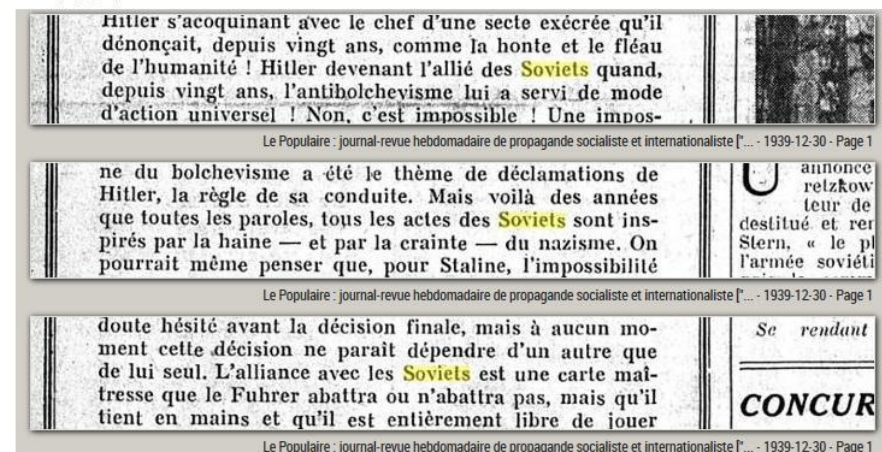 Hitler s'acoquinant avec le chef d'une secte exécrée qu'il
dénonçait, depuis vingt ans, comme la honte et le fléau
de l'humanité ! Hitler devenant l'allié des Soviets quand,
depuis vingt ans, l'antibolchevisme lui a servi de mode
d'action universel ! Non, c'est impossible ! Une impos-
Le Populaire : journal-revue hebdomadaire de propagande socialiste et internationaliste ["... - 1939-12-30 - Page 1
ne du bolchevisme a été le thème de déclamations de
Hitler, la règle de sa conduite. Mais voilà des années
que toutes les paroles, tous les actes des Soviets sont ins-
pirés par la haine — et par la crainte — du nazisme. On
pourrait même penser que, pour Staline, l'impossibilité
U annonce
retzkow
teur de
destitué et rer
Stern, « le pl
l'armée soviéti
Le Populaire : journal-revue hebdomadaire de propagande socialiste et internationaliste ["... - 1939-12-30 - Page 1
doute hésité avant la décision finale, mais à aucun mo-
ment cette décision ne paraît dépendre d'un autre que
de lui seul. L'alliance avec les Soviets est une carte maî-
tresse que le Fuhrer abattra ou n'abattra pas, mais qu'il
tient en mains et qu'il est entièrement libre de jouer
Se rendant
CONCUR
Le Populaire : journal-revue hebdomadaire de propagande socialiste et internationaliste ["... - 1939-12-30 - Page 1